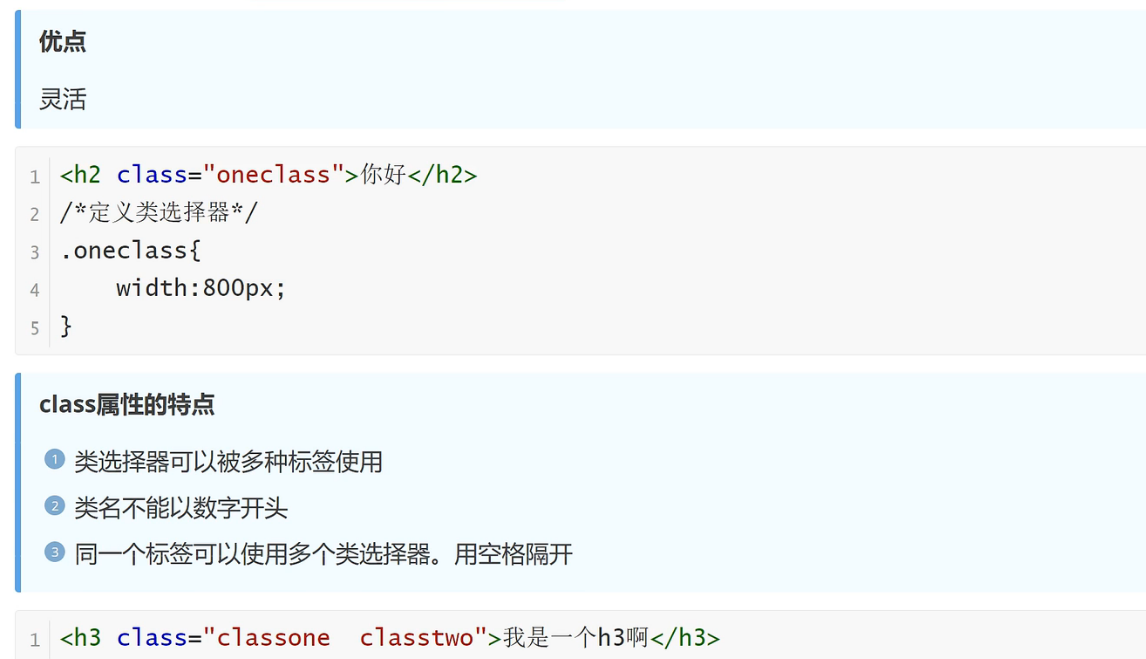 优点
灵活
1 <h2 class="oneclass">你好</h2>
2 /*定义类选择器*/
3 .oneclass{
4     width:800px;
5 }
class属性的特点
1 类选择器可以被多种标签使用
2 类名不能以数字开头
3 同一个标签可以使用多个类选择器。用空格隔开
1 <h3 class="classone  classtwo">我是一个h3啊</h3>